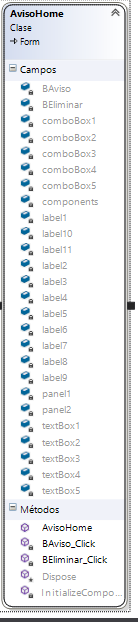 AvisoHome
Clase
Form
Campos
BAviso
BEliminar
comboBox1
comboBox2
comboBox3
comboBox4
comboBox5
components
label1
label10
label11
label2
label3
label4
label5
label6
label7
label8
label9
panel1
panel2
textBox1
textBox2
textBox3
textBox4
textBox5
Métodos
AvisoHome
BAviso_Click
BEliminar_Click
Dispose
InitializeCompo...